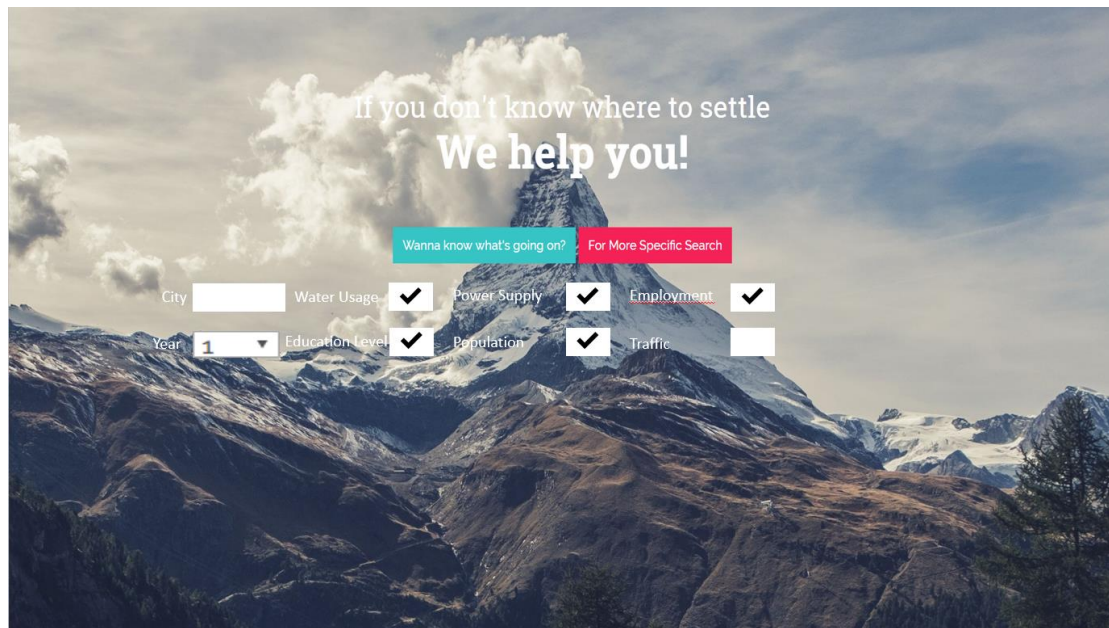 If you don't know where to settle
We help you!
Wanna know what's going on? For More Specific Search
City Water Usage Power Supply Employment
Year 1 Education Level Population Traffic